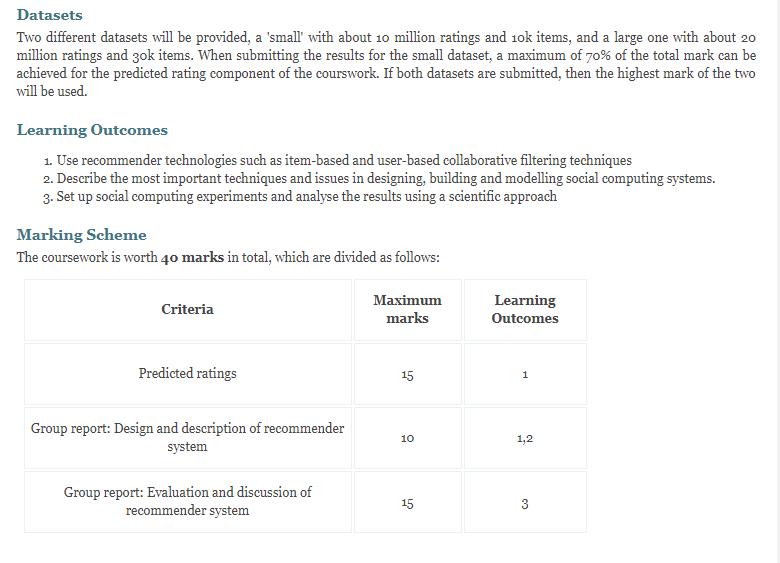 Datasets
Two different datasets will be provided, a 'small' with about 10 million ratings and 10k items, and a large one with about 20
million ratings and 30k items. When submitting the results for the small dataset, a maximum of 70% of the total mark can be
achieved for the predicted rating component of the courswork. If both datasets are submitted, then the highest mark of the two
will be used.
Learning Outcomes
1. Use recommender technologies such as item-based and user-based collaborative filtering techniques
2. Describe the most important techniques and issues in designing, building and modelling social computing systems.
3. Set up social computing experiments and analyse the results using a scientific approach
Marking Scheme
The coursework is worth 40 marks in total, which are divided as follows:
Criteria
Maximum
marks
Learning
Outcomes
Predicted ratings
15
1
Group report: Design and description of recommender
system
10
1,2
Group report: Evaluation and discussion of
recommender system
15
3